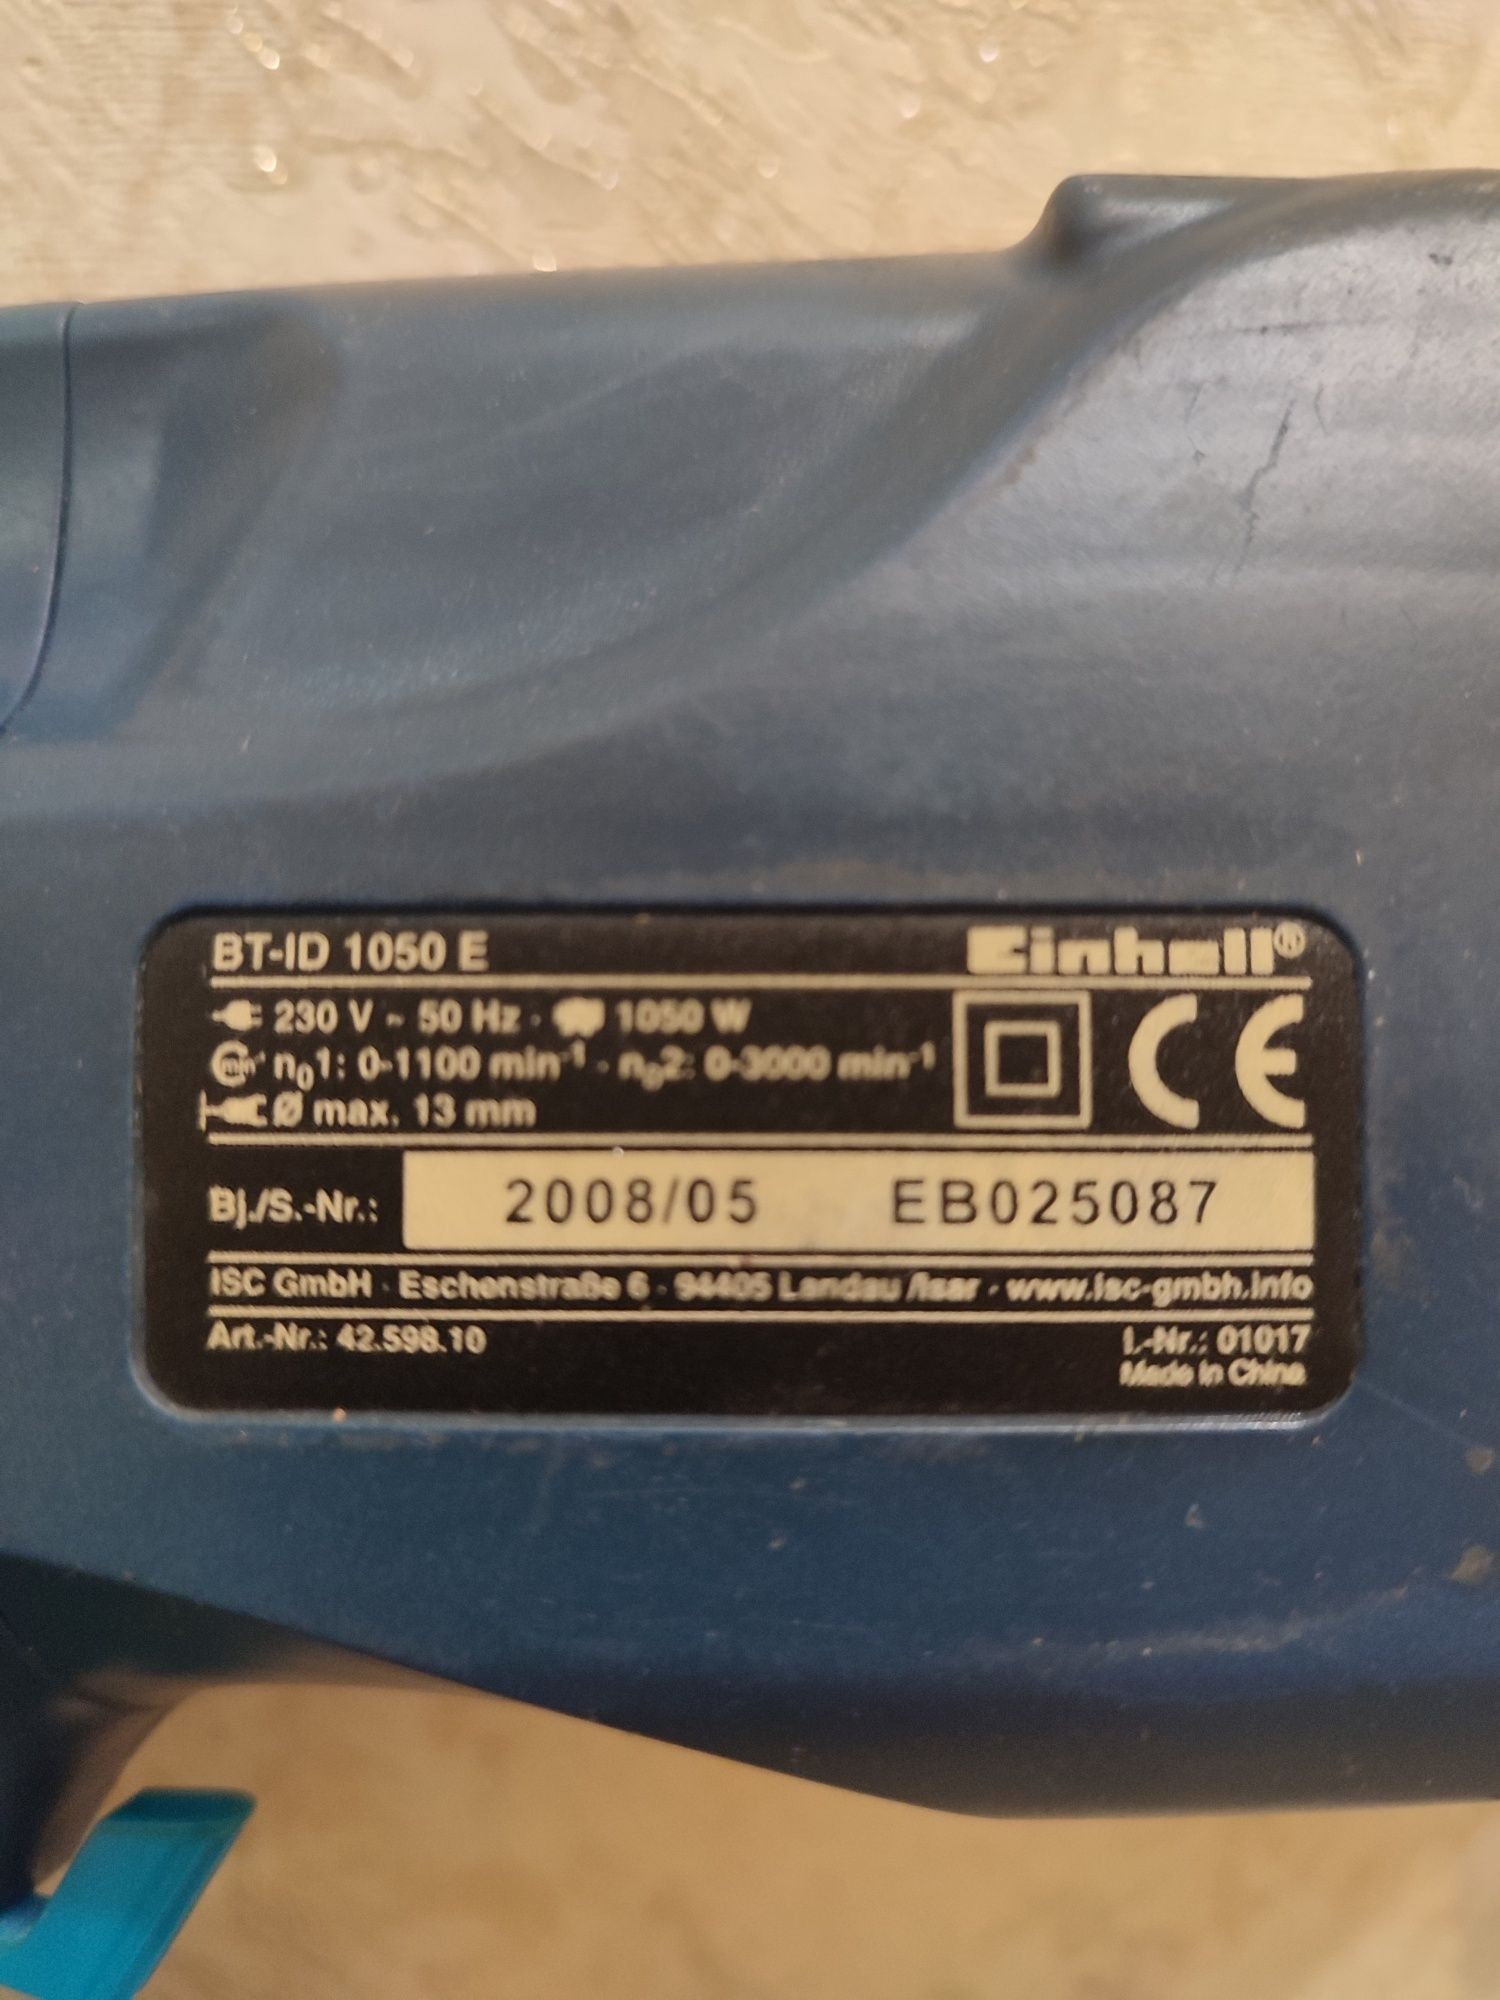 BT-ID 1050 E Einhell®
230 V ~ 50 Hz · 1050 W
min⁻¹ n₀1: 0-1100 min⁻¹ · n₀2: 0-3000 min⁻¹
Ø max. 13 mm
CE
Bj./S.-Nr.: 2008/05 EB025087
ISC GmbH · Eschenstraße 6 · 94405 Landau /Isar · www.isc-gmbh.info
Art.-Nr.: 42.598.10 I.-Nr.: 01017
Made in China